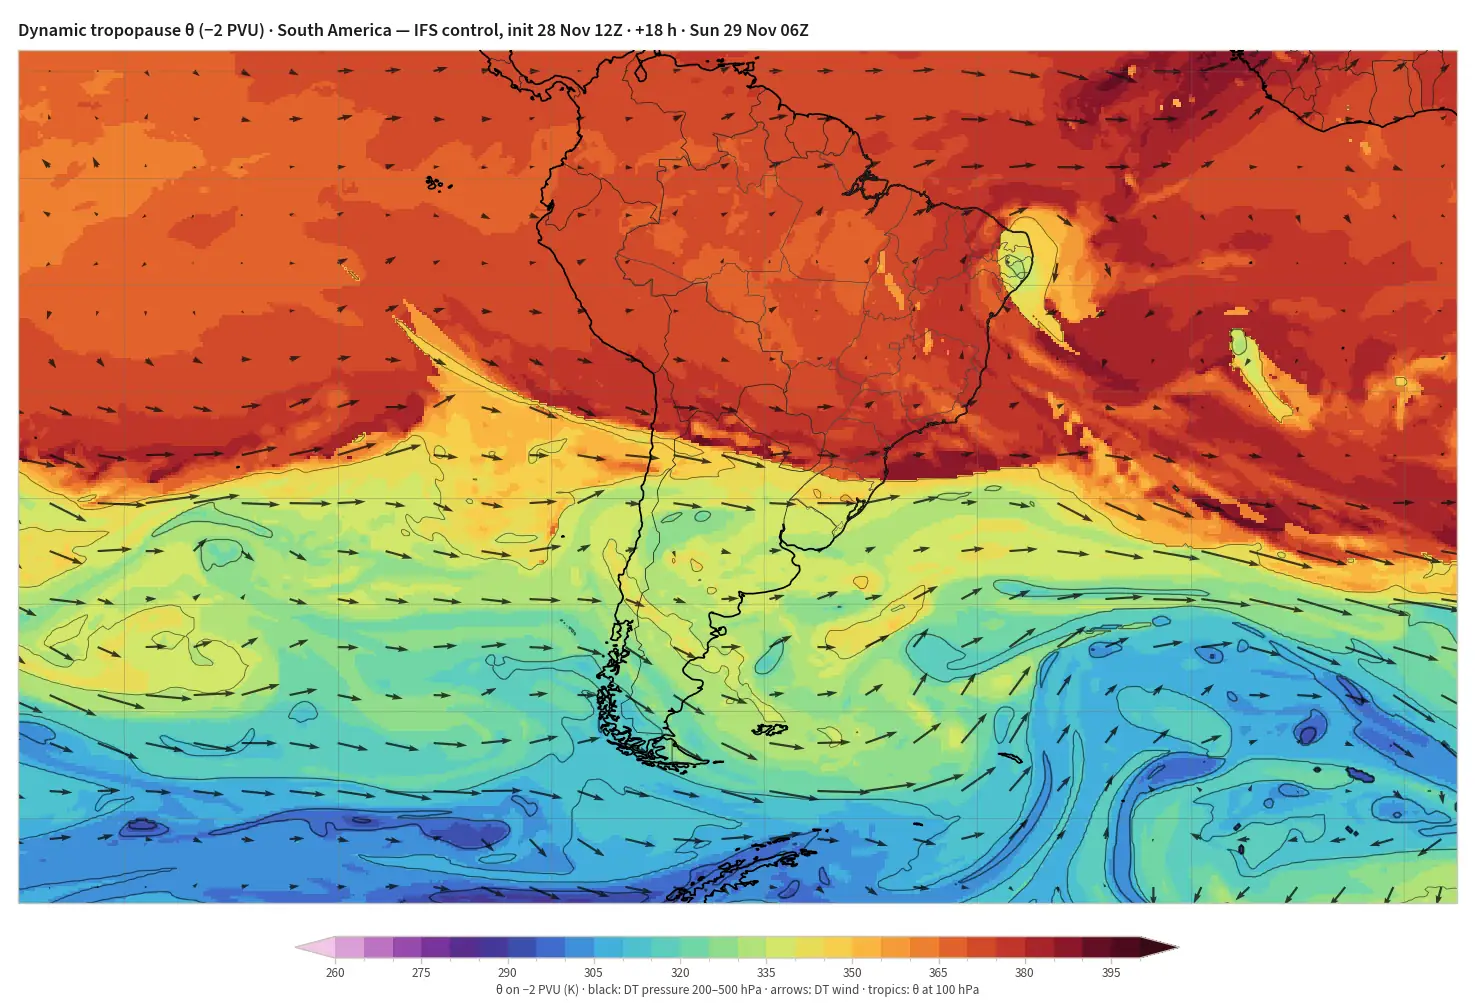 Dynamic tropopause θ (−2 PVU) · South America — IFS control, init 28 Nov 12Z · +18 h · Sun 29 Nov 06Z
260 275 290 305 320 335 350 365 380 395
θ on −2 PVU (K) · black: DT pressure 200–500 hPa · arrows: DT wind · tropics: θ at 100 hPa